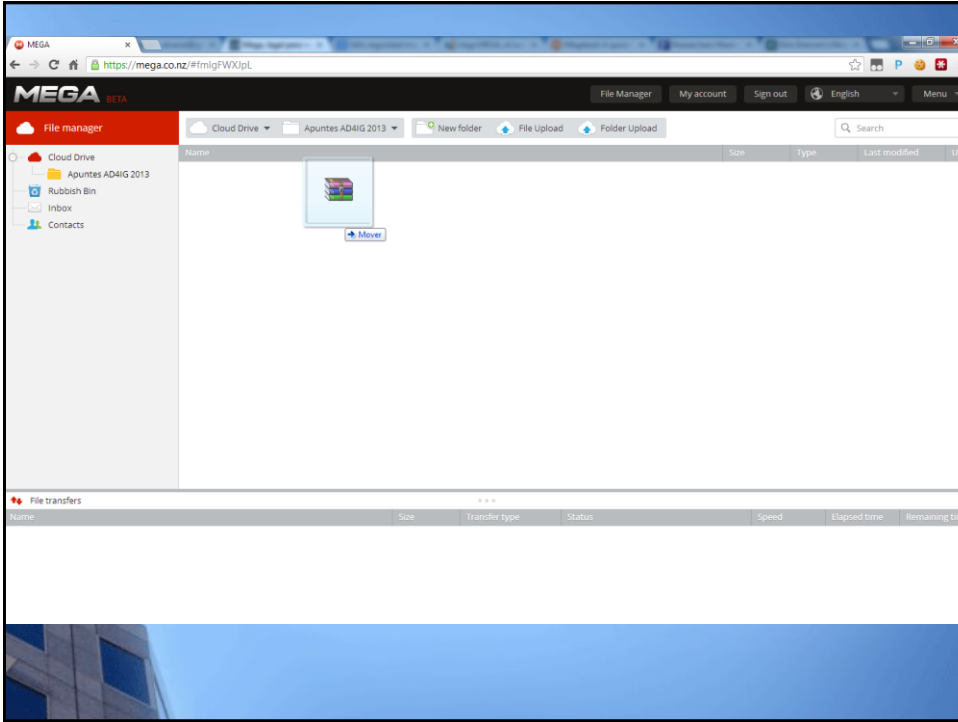 MEGA
https://mega.co.nz/#fmlgFWXJpL
MEGA BETA
File Manager My account Sign out English Menu
File manager
Cloud Drive Apuntes AD4IG 2013 New folder File Upload Folder Upload Search
Name Size Type Last modified
Cloud Drive
Apuntes AD4IG 2013
Rubbish Bin
Inbox
Contacts
Mover
File transfers
Name Size Transfer type Status Speed Elapsed time Remaining